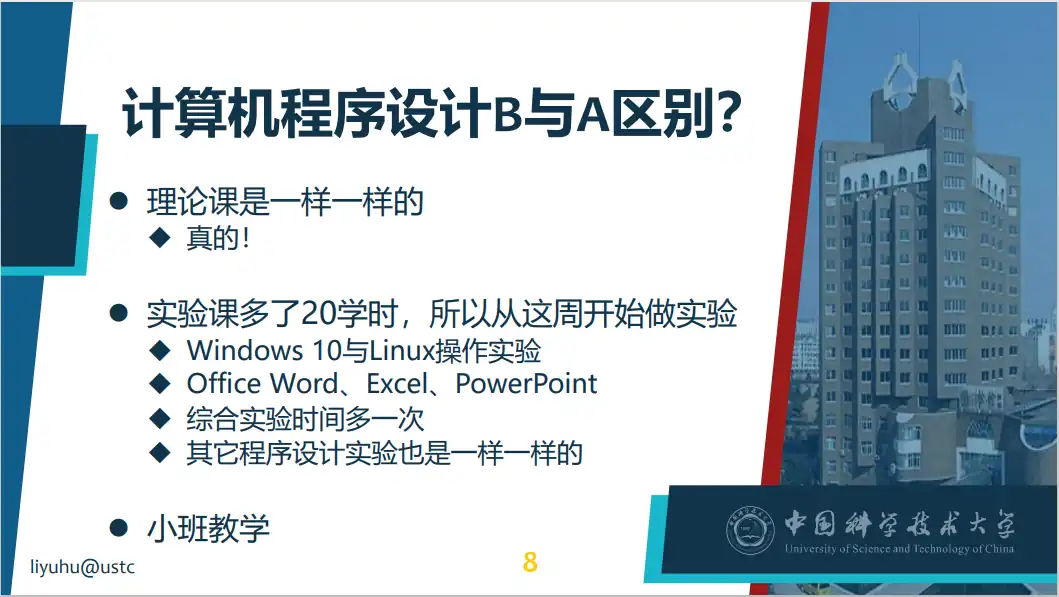 计算机程序设计B与A区别?
理论课是一样一样的
真的!
实验课多了20学时，所以从这周开始做实验
Windows 10与Linux操作实验
Office Word、Excel、PowerPoint
综合实验时间多一次
其它程序设计实验也是一样一样的
小班教学
liyuhu@ustc
8
中国科学技术大学
University of Science and Technology of China